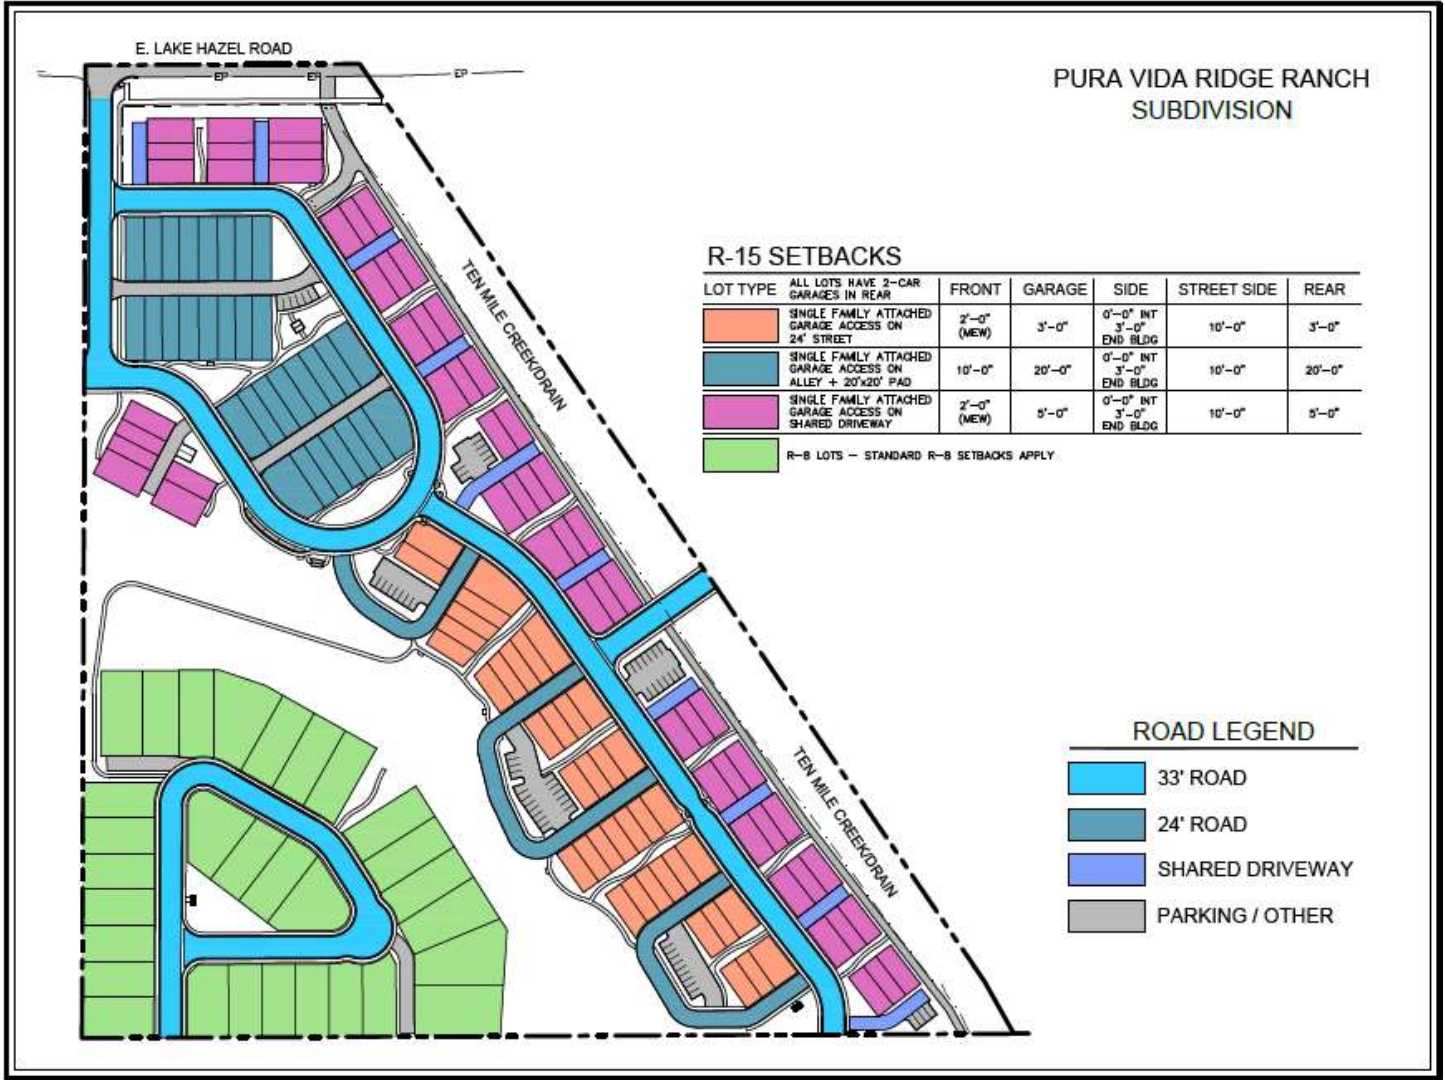 E. LAKE HAZEL ROAD
EP
EP
EP
PURA VIDA RIDGE RANCH
SUBDIVISION
TEN MILE CREEK/DRAIN
R-15 SETBACKS
LOT TYPE
ALL LOTS HAVE 2-CAR
GARAGES IN REAR
FRONT
GARAGE
SIDE
STREET SIDE
REAR
SINGLE FAMILY ATTACHED
GARAGE ACCESS ON
24' STREET
2'-0"
(MEW)
3'-0"
0'-0" INT
3'-0"
END BLDG
10'-0"
3'-0"
SINGLE FAMILY ATTACHED
GARAGE ACCESS ON
ALLEY + 20'x20' PAD
10'-0"
20'-0"
0'-0" INT
3'-0"
END BLDG
10'-0"
20'-0"
SINGLE FAMILY ATTACHED
GARAGE ACCESS ON
SHARED DRIVEWAY
2'-0"
(MEW)
5'-0"
0'-0" INT
3'-0"
END BLDG
10'-0"
5'-0"
R-8 LOTS - STANDARD R-8 SETBACKS APPLY
TEN MILE CREEK/DRAIN
ROAD LEGEND
33' ROAD
24' ROAD
SHARED DRIVEWAY
PARKING / OTHER